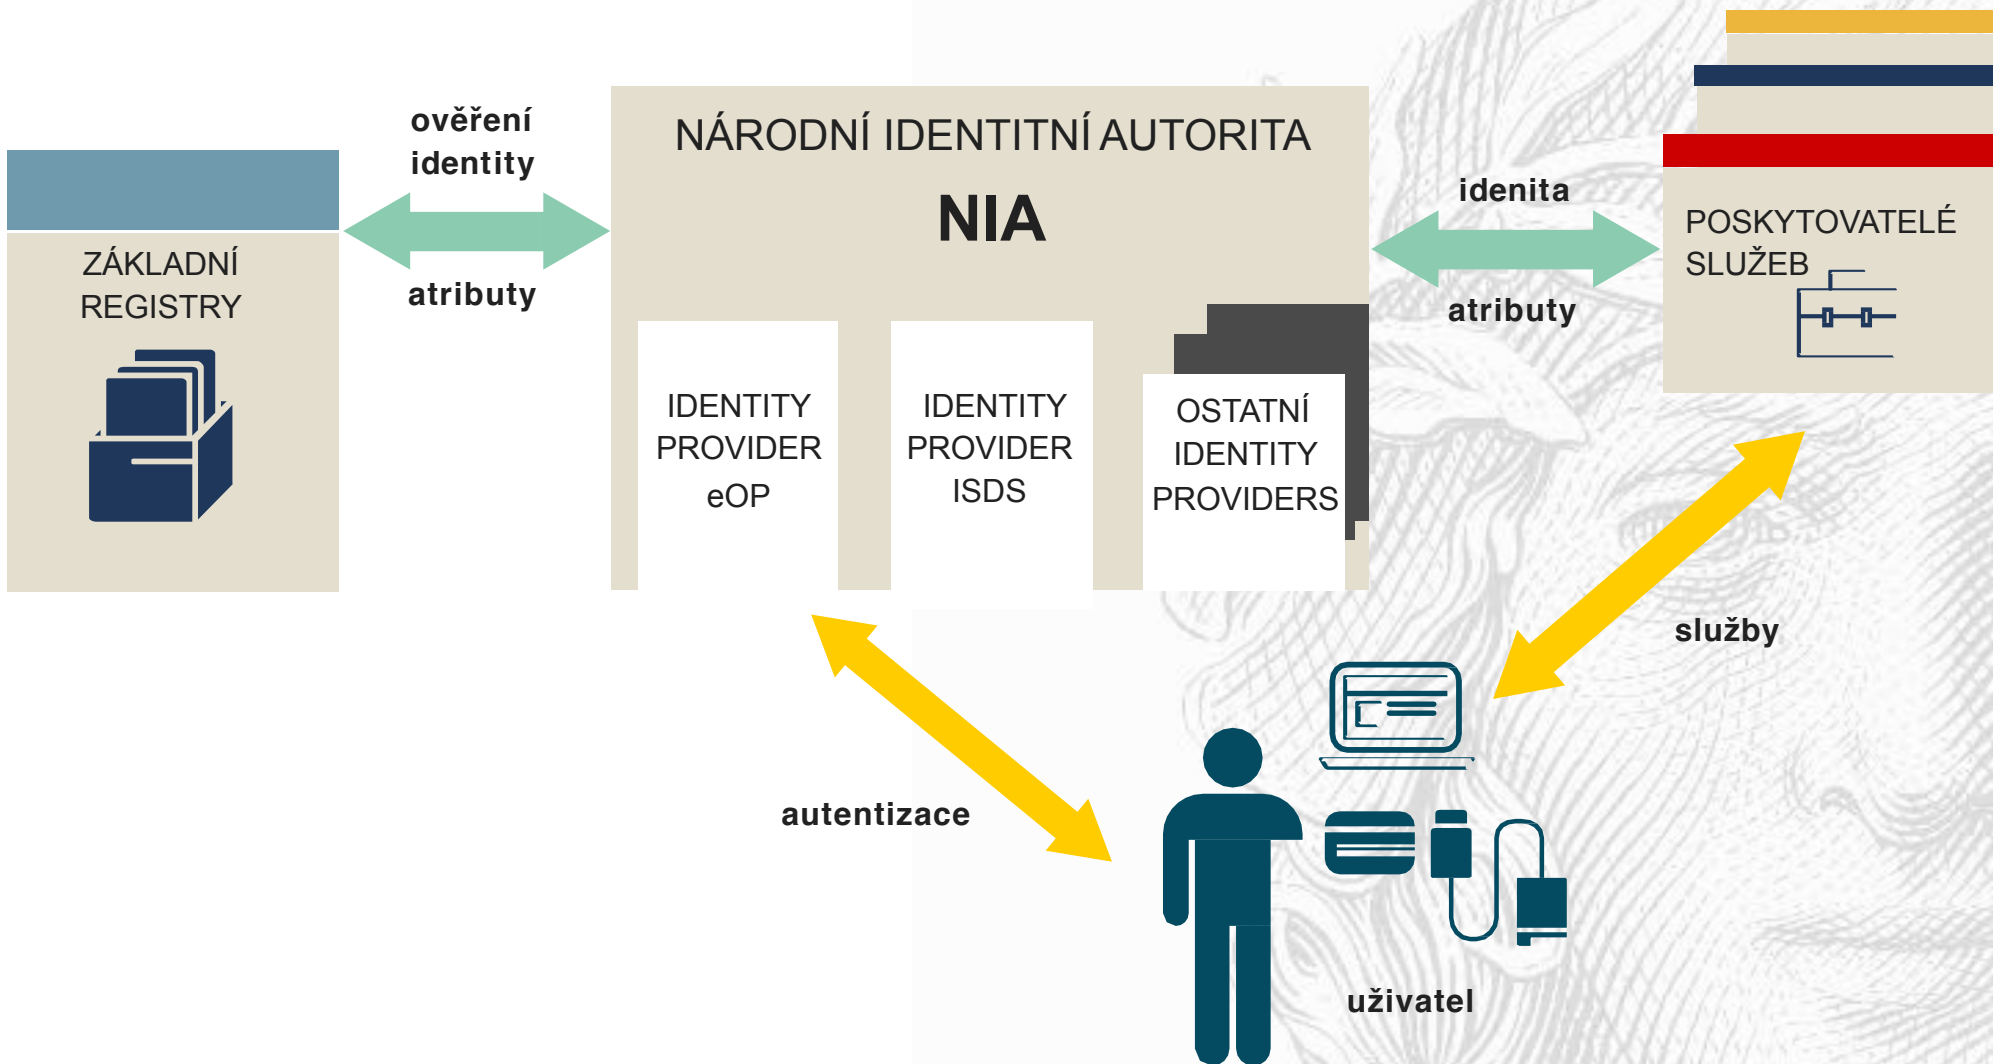 ověření
identity
atributy
ZÁKLADNÍ
REGISTRY
NÁRODNÍ IDENTITNÍ AUTORITA
NIA
IDENTITY
PROVIDER
eOP
IDENTITY
PROVIDER
ISDS
OSTATNÍ
IDENTITY
PROVIDERS
idenita
atributy
POSKYTOVATELÉ
SLUŽEB
služby
autentizace
uživatel